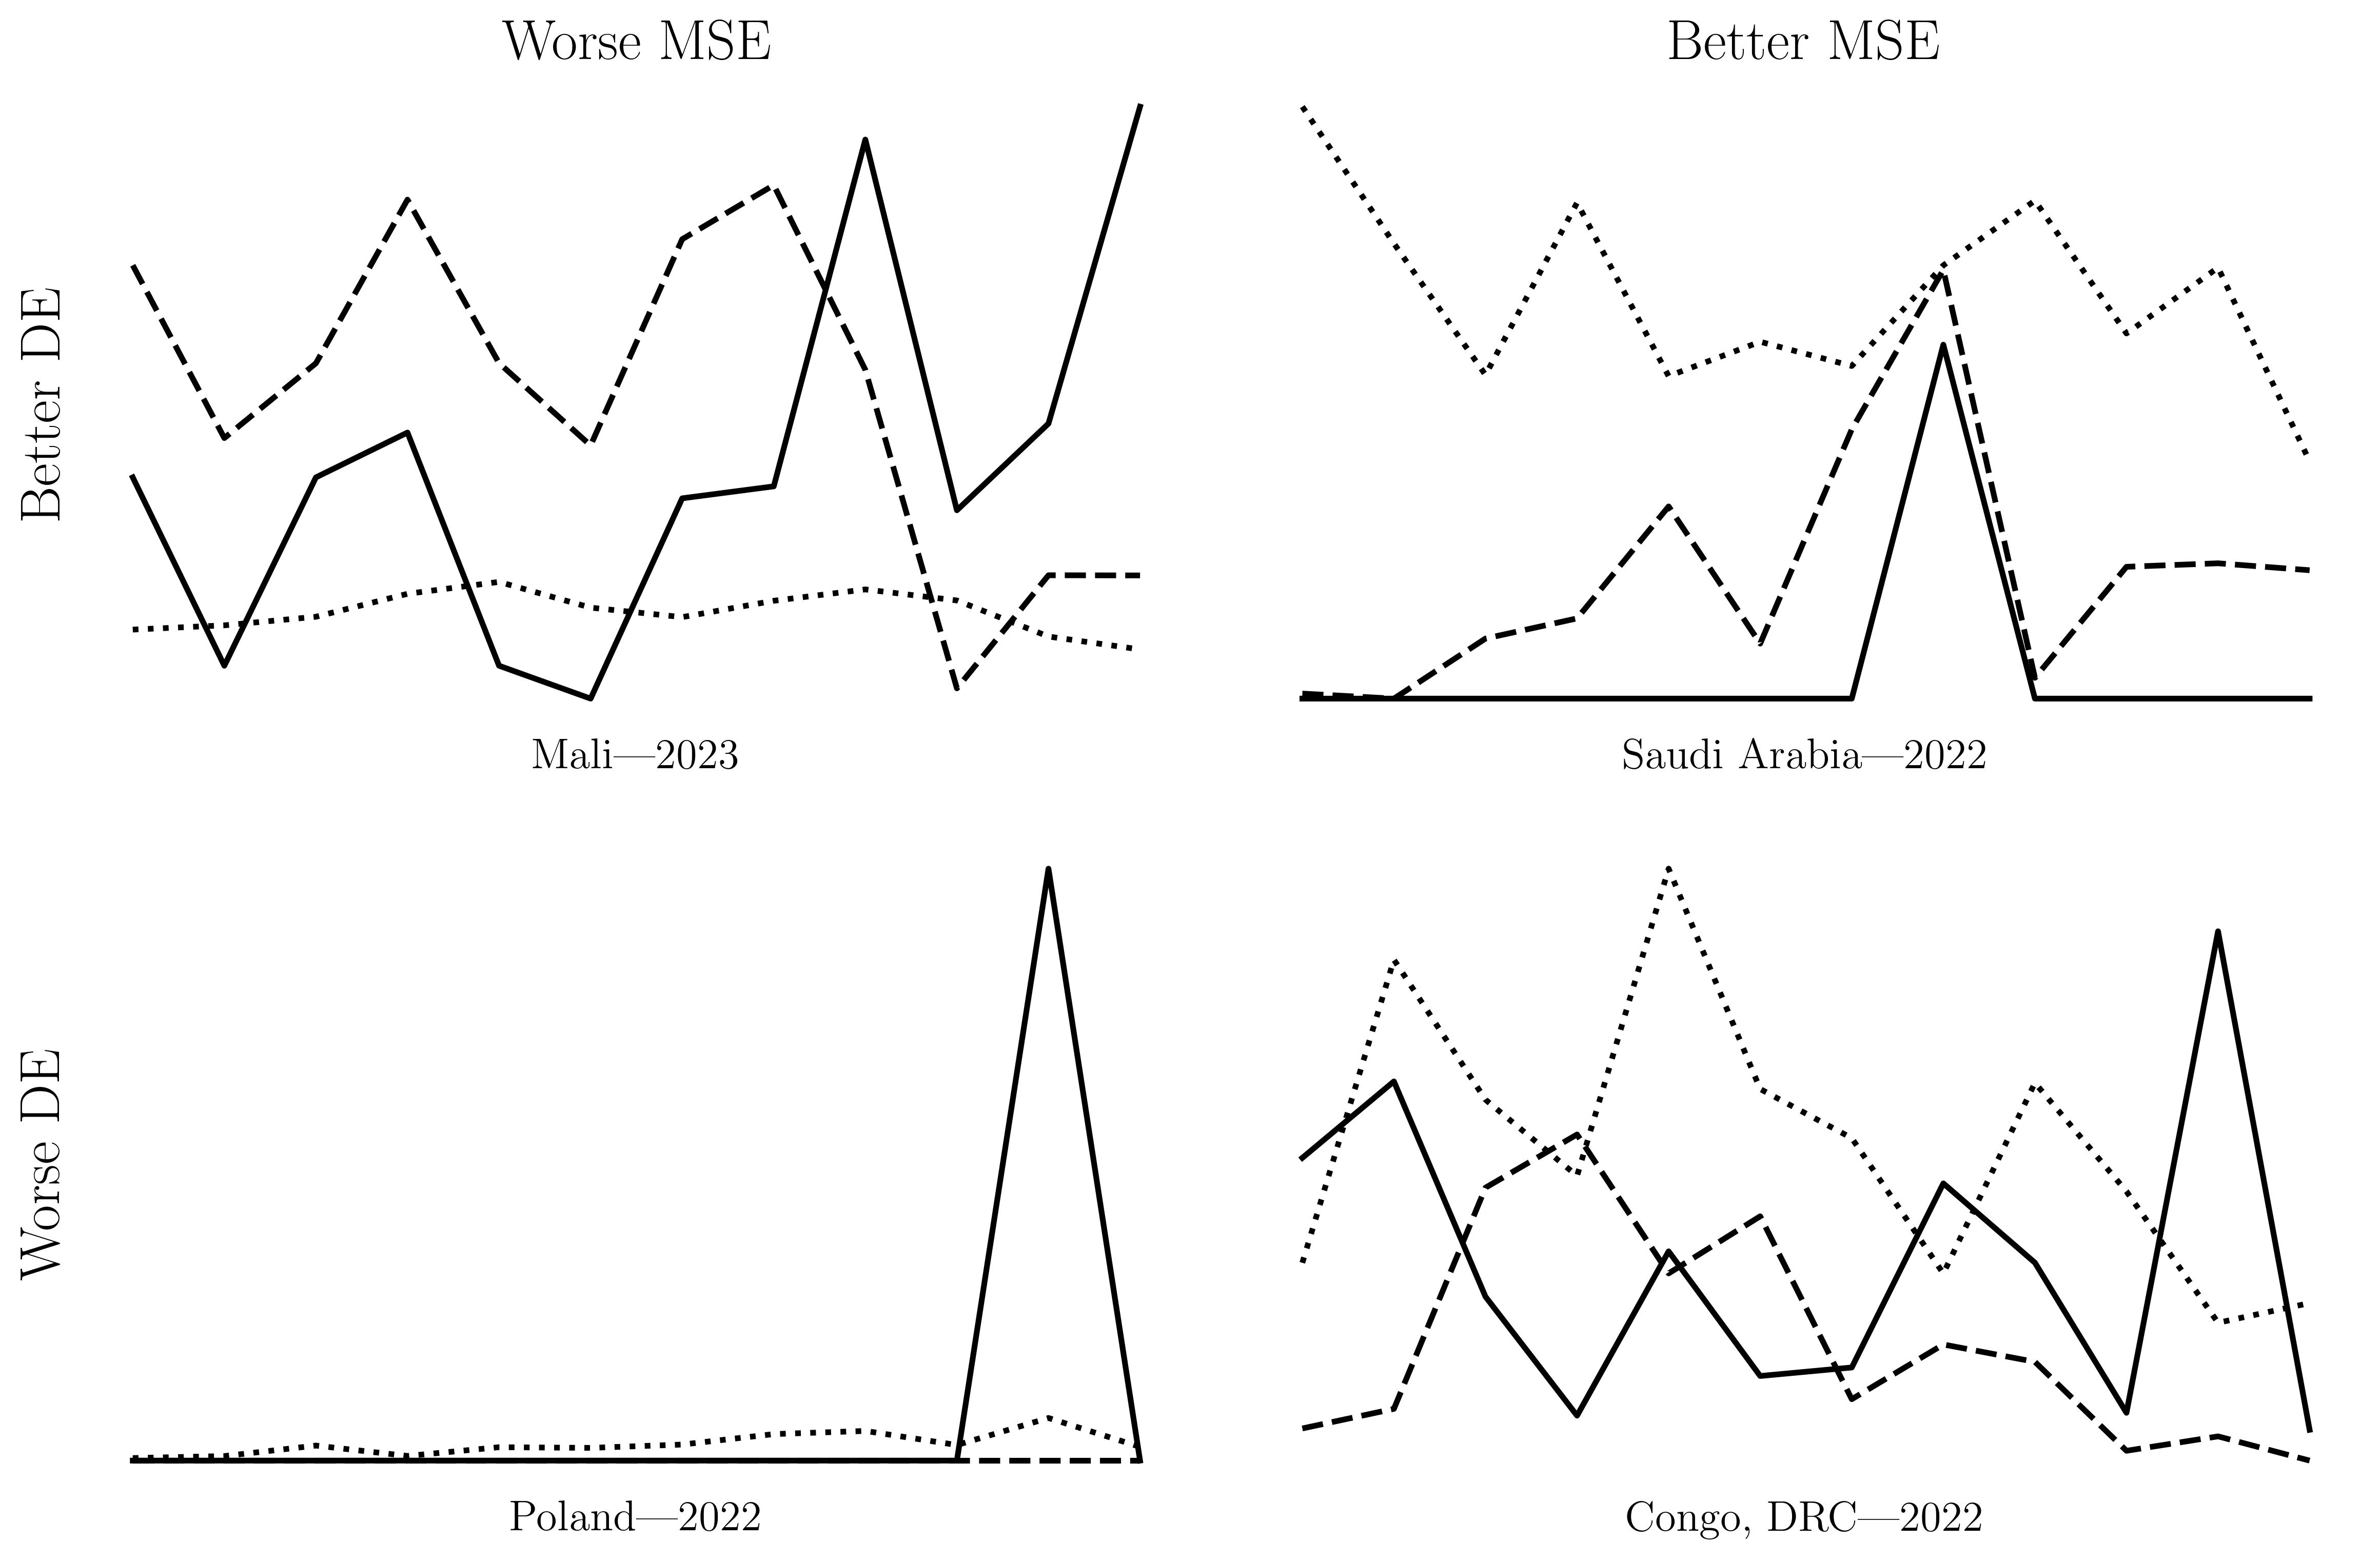 Worse MSE
Better MSE
Better DE
Mali—2023
Saudi Arabia—2022
Worse DE
Poland—2022
Congo, DRC—2022